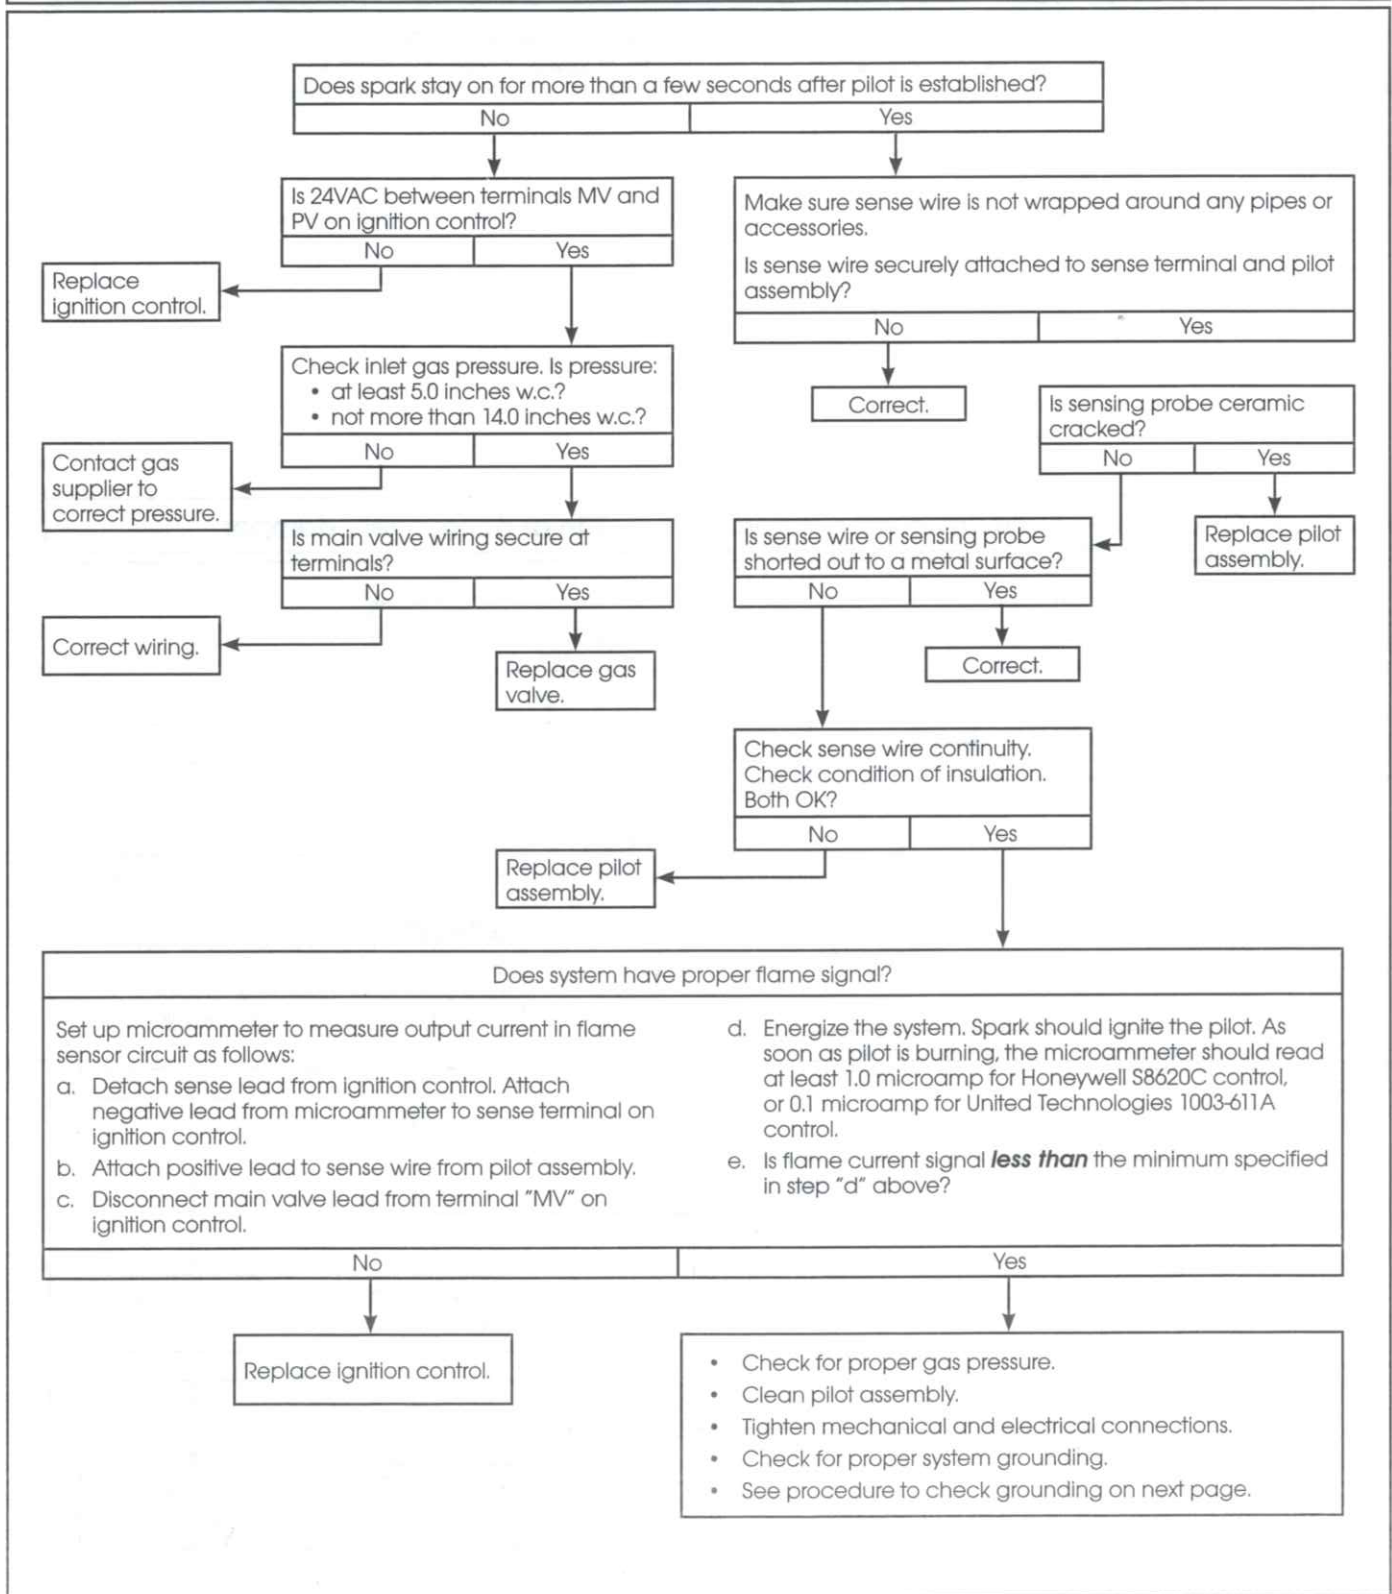 Does spark stay on for more than a few seconds after pilot is established?
No
Yes
Is 24VAC between terminals MV and
PV on ignition control?
No
Yes
Replace
ignition control.
Check inlet gas pressure. Is pressure:
• at least 5.0 inches w.c.?
• not more than 14.0 inches w.c.?
No
Yes
Contact gas
supplier to
correct pressure.
Is main valve wiring secure at
terminals?
No
Yes
Correct wiring.
Replace gas
valve.
Make sure sense wire is not wrapped around any pipes or
accessories.
Is sense wire securely attached to sense terminal and pilot
assembly?
No
Yes
Correct.
Is sensing probe ceramic
cracked?
No
Yes
Replace pilot
assembly.
Is sense wire or sensing probe
shorted out to a metal surface?
No
Yes
Correct.
Check sense wire continuity.
Check condition of insulation.
Both OK?
No
Yes
Replace pilot
assembly.
Does system have proper flame signal?
Set up microammeter to measure output current in flame
sensor circuit as follows:
a. Detach sense lead from ignition control. Attach
negative lead from microammeter to sense terminal on
ignition control.
b. Attach positive lead to sense wire from pilot assembly.
c. Disconnect main valve lead from terminal "MV" on
ignition control.
d. Energize the system. Spark should ignite the pilot. As
soon as pilot is burning, the microammeter should read
at least 1.0 microamp for Honeywell S8620C control,
or 0.1 microamp for United Technologies 1003-611A
control.
e. Is flame current signal less than the minimum specified
in step "d" above?
No
Yes
Replace ignition control.
• Check for proper gas pressure.
• Clean pilot assembly.
• Tighten mechanical and electrical connections.
• Check for proper system grounding.
• See procedure to check grounding on next page.